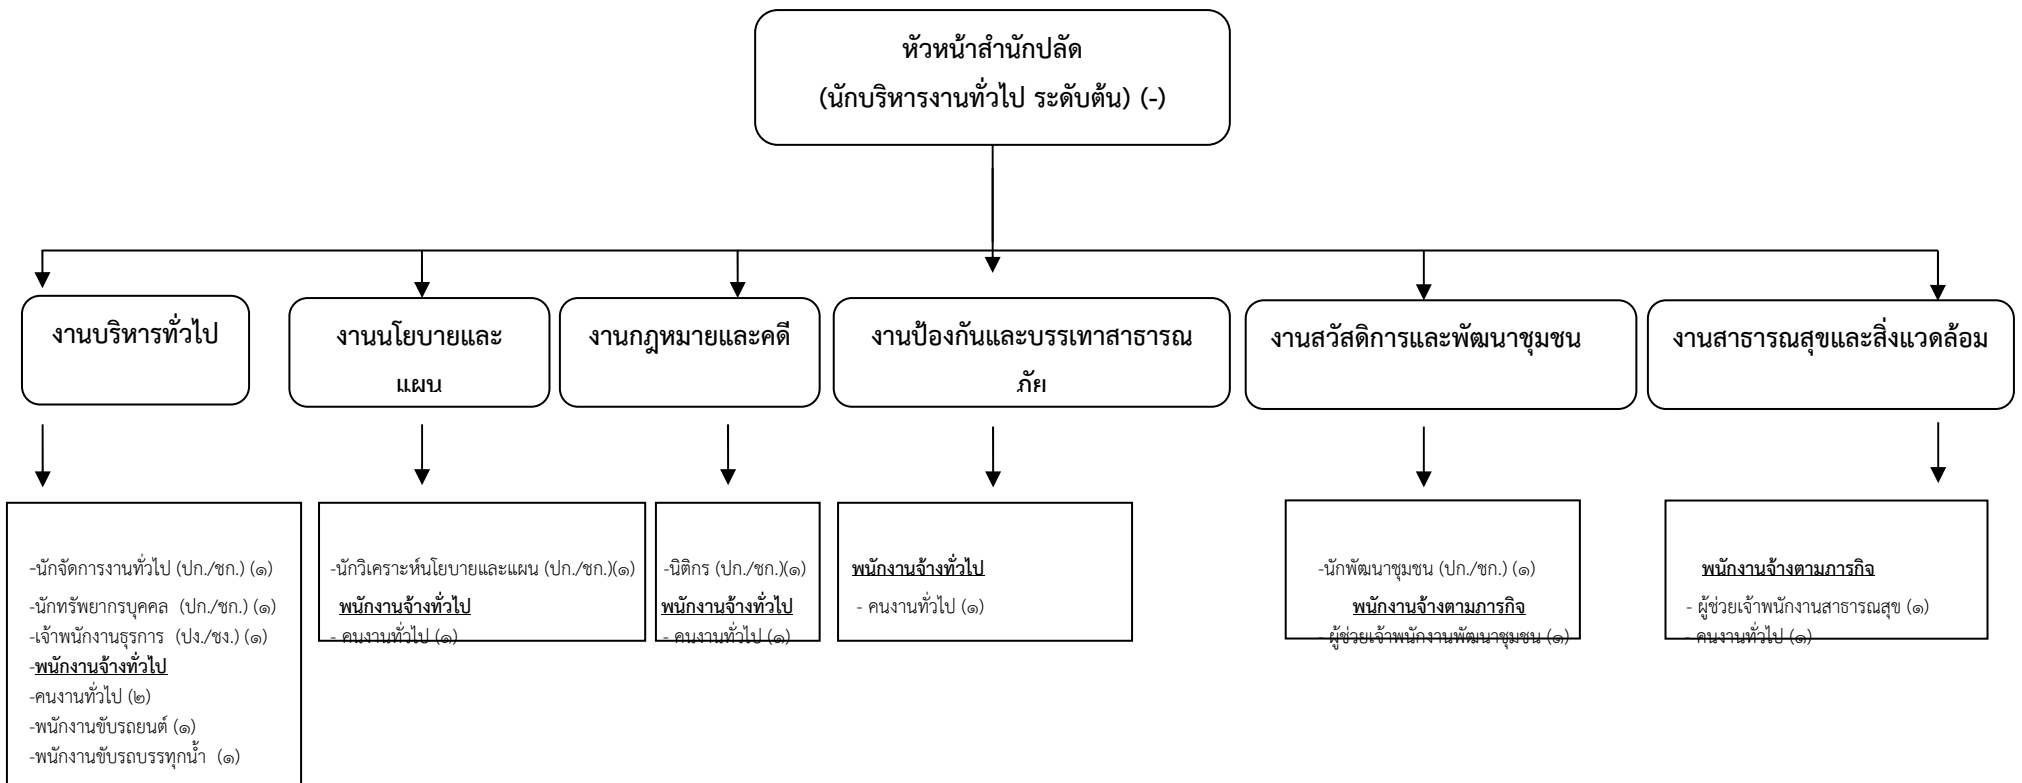 หัวหน้าสำนักปลัด
(นักบริหารงานทั่วไป ระดับต้น) (-)
งานบริหารทั่วไป
งานนโยบายและ
แผน
งานกฎหมายและคดี
งานป้องกันและบรรเทาสาธารณ
ภัย
งานสวัสดิการและพัฒนาชุมชน
งานสาธารณสุขและสิ่งแวดล้อม
-นักจัดการงานทั่วไป (ปก./ชก.) (๑)
-นักทรัพยากรบุคคล (ปก./ชก.) (๑)
-เจ้าพนักงานธุรการ (ปง./ชง.) (๑)
-พนักงานจ้างทั่วไป
-คนงานทั่วไป (๒)
-พนักงานขับรถยนต์ (๑)
-พนักงานขับรถบรรทุกน้ำ (๑)
-นักวิเคราะห์นโยบายและแผน (ปก./ชก.)(๑)
พนักงานจ้างทั่วไป
- คนงานทั่วไป (๑)
-นิติกร (ปก./ชก.)(๑)
พนักงานจ้างทั่วไป
- คนงานทั่วไป (๑)
พนักงานจ้างทั่วไป
- คนงานทั่วไป (๑)
-นักพัฒนาชุมชน (ปก./ชก.) (๑)
พนักงานจ้างตามภารกิจ
- ผู้ช่วยเจ้าพนักงานพัฒนาชุมชน (๑)
พนักงานจ้างตามภารกิจ
- ผู้ช่วยเจ้าพนักงานสาธารณสุข (๑)
- คนงานทั่วไป (๑)